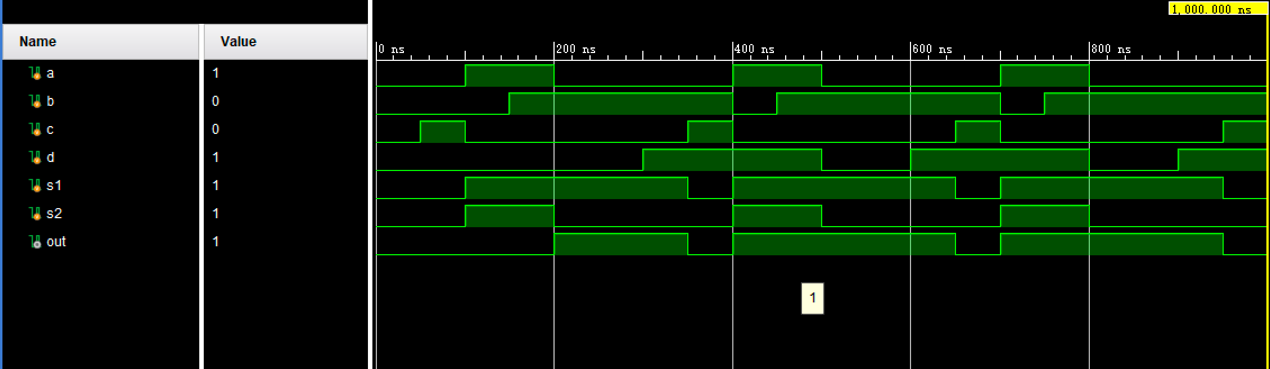 1,000.000 ns
Name Value
0 ns 200 ns 400 ns 600 ns 800 ns
a 1
b 0
c 0
d 1
s1 1
s2 1
out 1
1